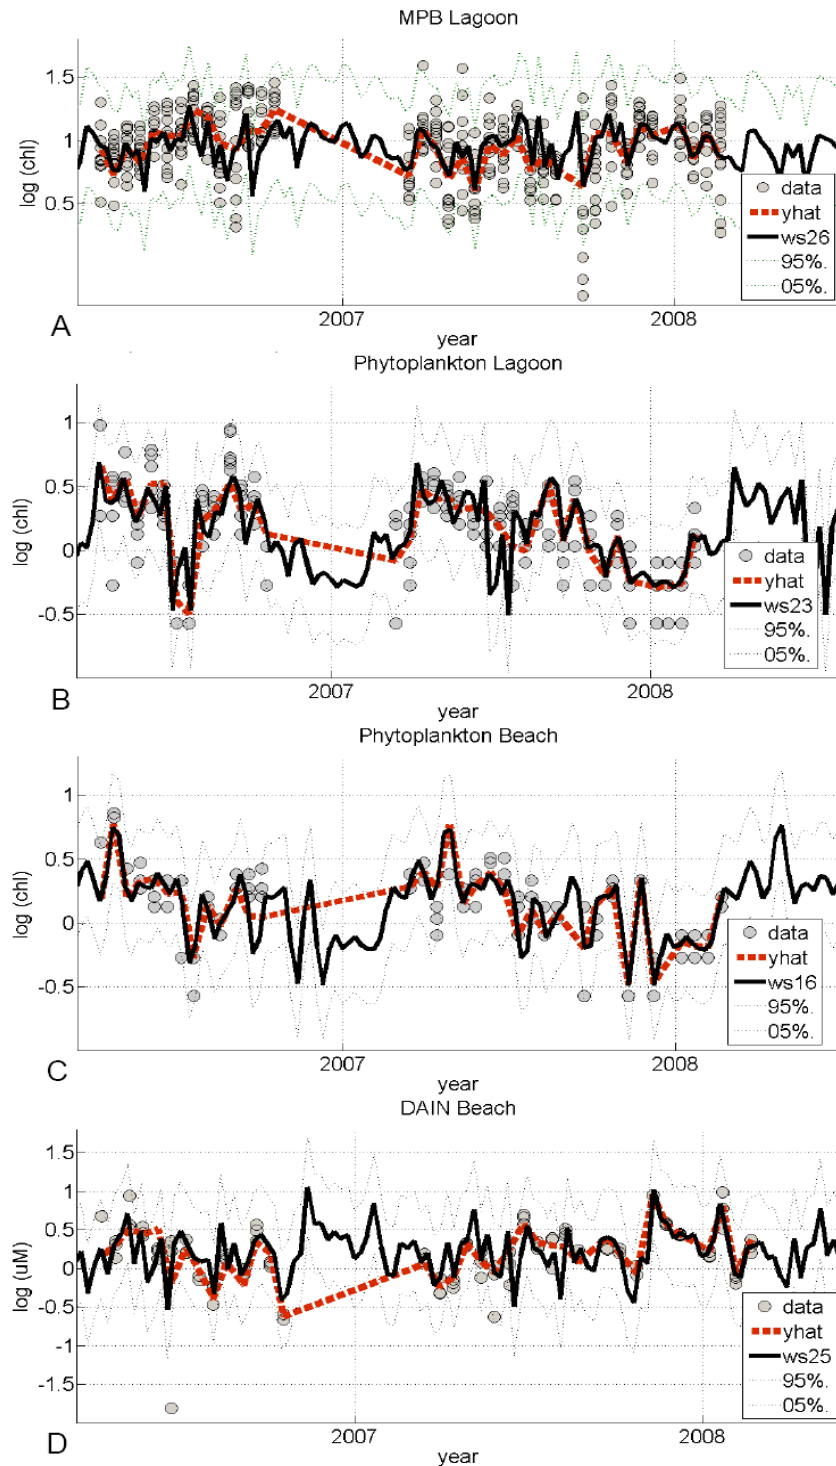 MPB Lagoon
1.5
1
0.5
log (chl)
data
yhat
ws26
95%.
05%.
A
2007
2008
year
Phytoplankton Lagoon
1
0.5
0
-0.5
log (chl)
data
yhat
ws23
95%.
05%.
B
2007
2008
year
Phytoplankton Beach
1
0.5
0
-0.5
log (chl)
data
yhat
ws16
95%.
05%.
C
2007
2008
year
DAIN Beach
1.5
1
0.5
0
-0.5
-1
-1.5
log (uM)
data
yhat
ws25
95%.
05%.
D
2007
2008
year